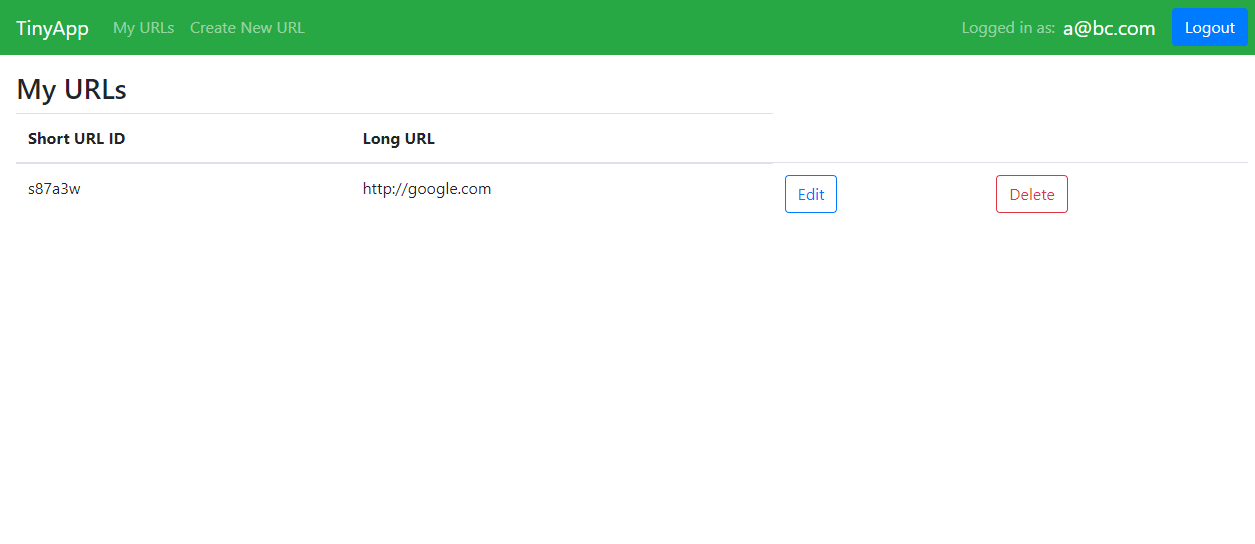 TinyApp My URLs Create New URL Logged in as: a@bc.com Logout
My URLs
Short URL ID Long URL
s87a3w http://google.com Edit Delete